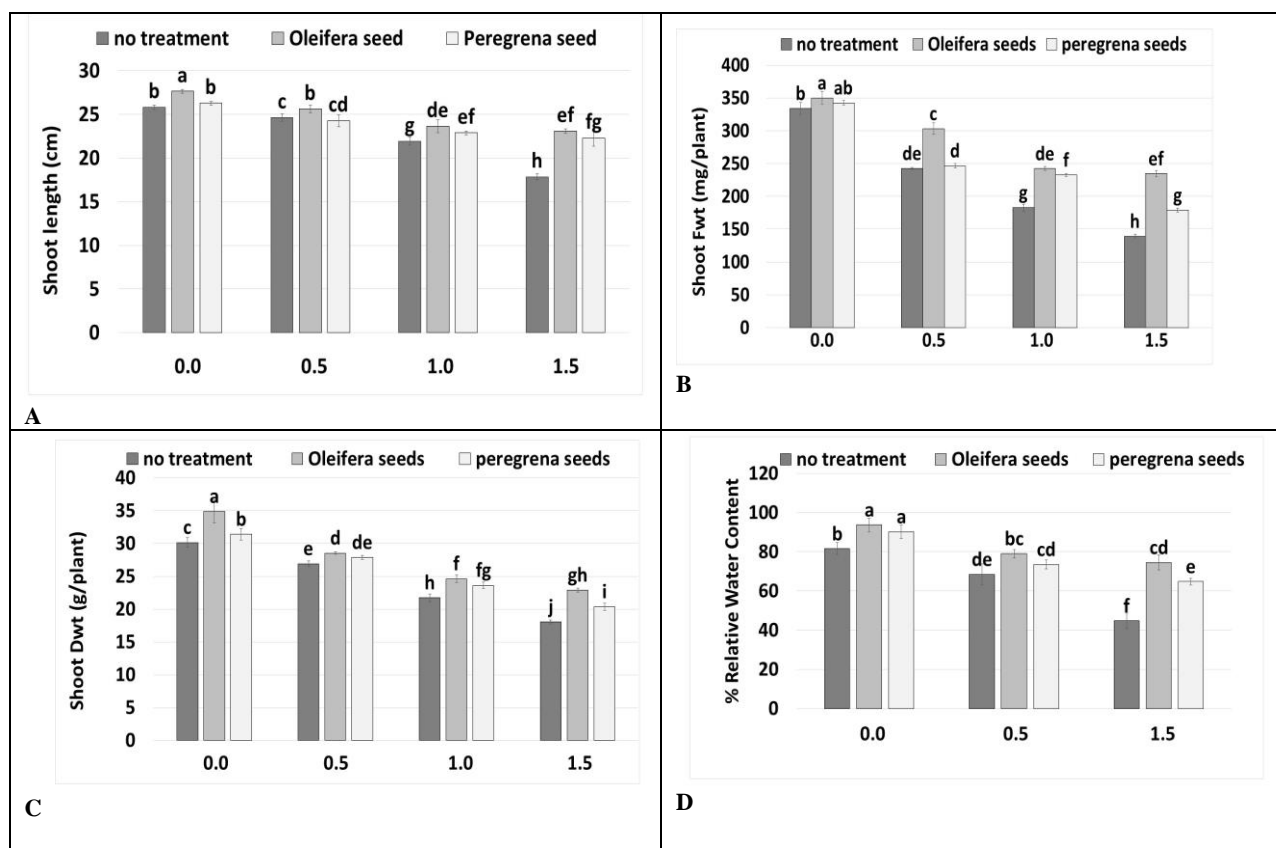 no treatment Oleifera seed Peregrena seed
30
25
20
15
10
5
0
Shoot length (cm)
b a b
c b cd
g de ef
h ef fg
0.0 0.5 1.0 1.5
A
no treatment Oleifera seeds peregrena seeds
400
350
300
250
200
150
100
50
0
Shoot Fwt (mg/plant)
b a ab
de c d
g de f
h ef g
0.0 0.5 1.0 1.5
B
no treatment Oleifera seeds peregrena seeds
40
35
30
25
20
15
10
5
0
Shoot Dwt (g/plant)
c a b
e d de
h f fg
j gh i
0.0 0.5 1.0 1.5
C
no treatment Oleifera seeds peregrena seeds
120
100
80
60
40
20
0
% Relative Water Content
b a a
de bc cd
f cd e
0.0 0.5 1.5
D